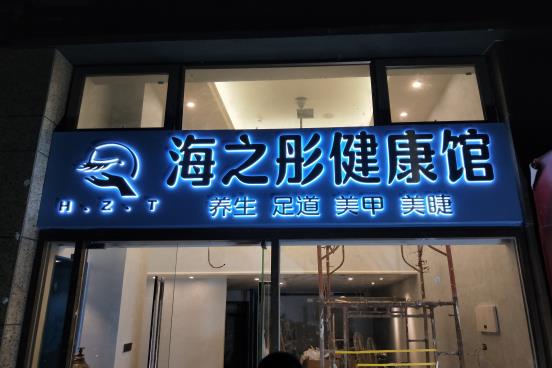 海之彤健康馆
H.Z.T
养生 足道 美甲 美睫